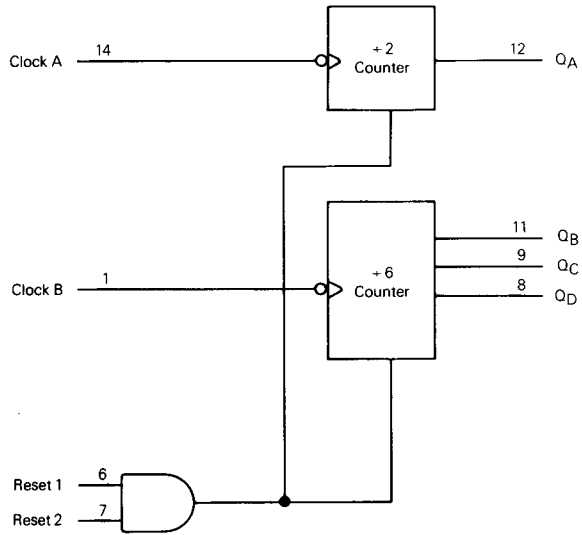 Clock A 14 ÷2 Counter 12 QA
Clock B 1 ÷6 Counter 11 QB
9 QC
8 QD
Reset 1 6
Reset 2 7